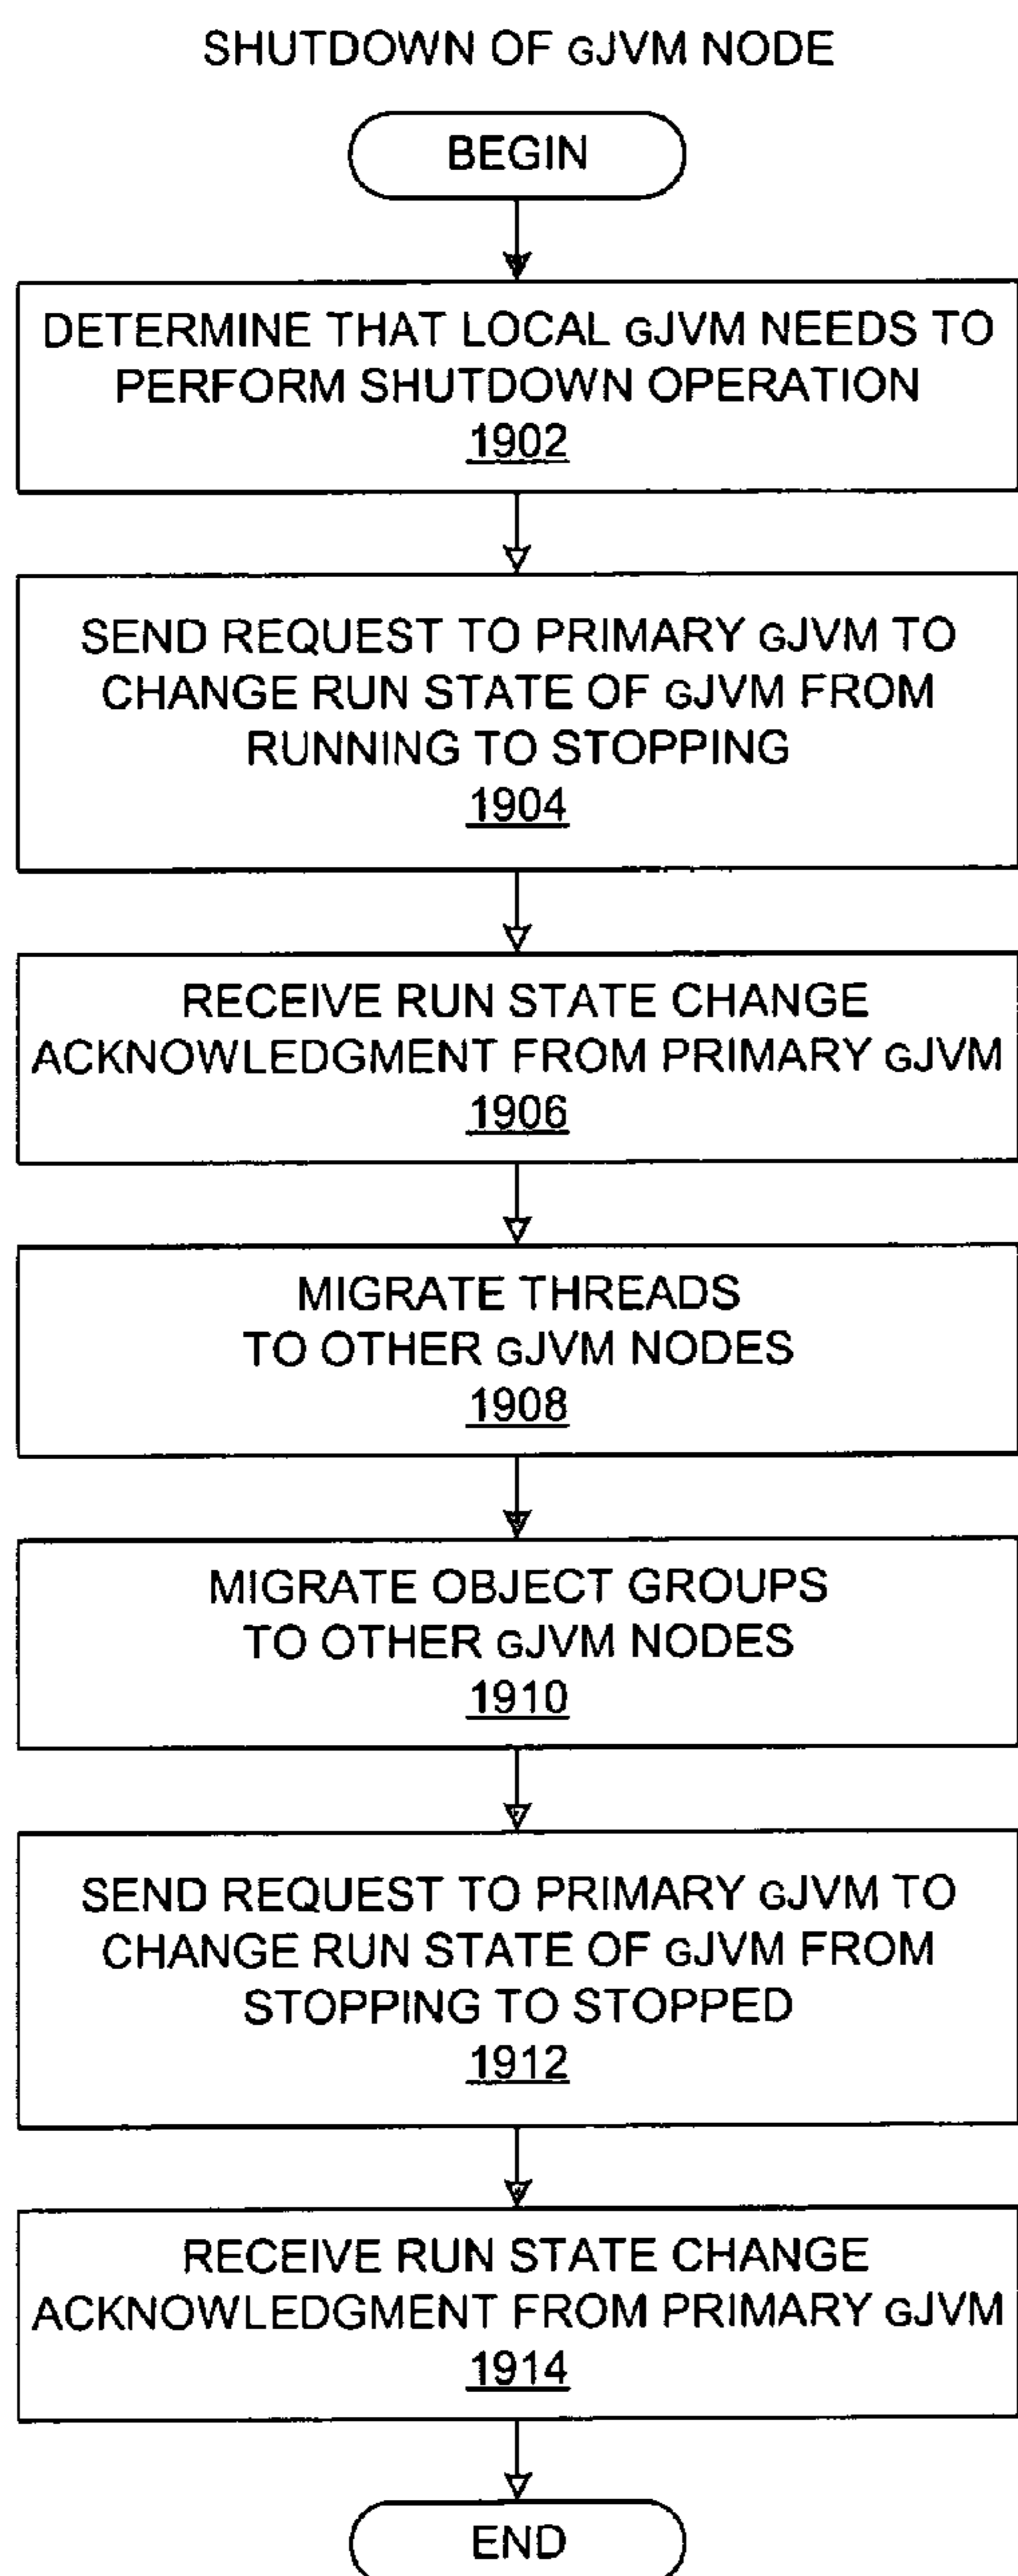 SHUTDOWN OF GJVM NODE
BEGIN
DETERMINE THAT LOCAL GJVM NEEDS TO
PERFORM SHUTDOWN OPERATION
1902
SEND REQUEST TO PRIMARY GJVM TO
CHANGE RUN STATE OF GJVM FROM
RUNNING TO STOPPING
1904
RECEIVE RUN STATE CHANGE
ACKNOWLEDGMENT FROM PRIMARY GJVM
1906
MIGRATE THREADS
TO OTHER GJVM NODES
1908
MIGRATE OBJECT GROUPS
TO OTHER GJVM NODES
1910
SEND REQUEST TO PRIMARY GJVM TO
CHANGE RUN STATE OF GJVM FROM
STOPPING TO STOPPED
1912
RECEIVE RUN STATE CHANGE
ACKNOWLEDGMENT FROM PRIMARY GJVM
1914
END